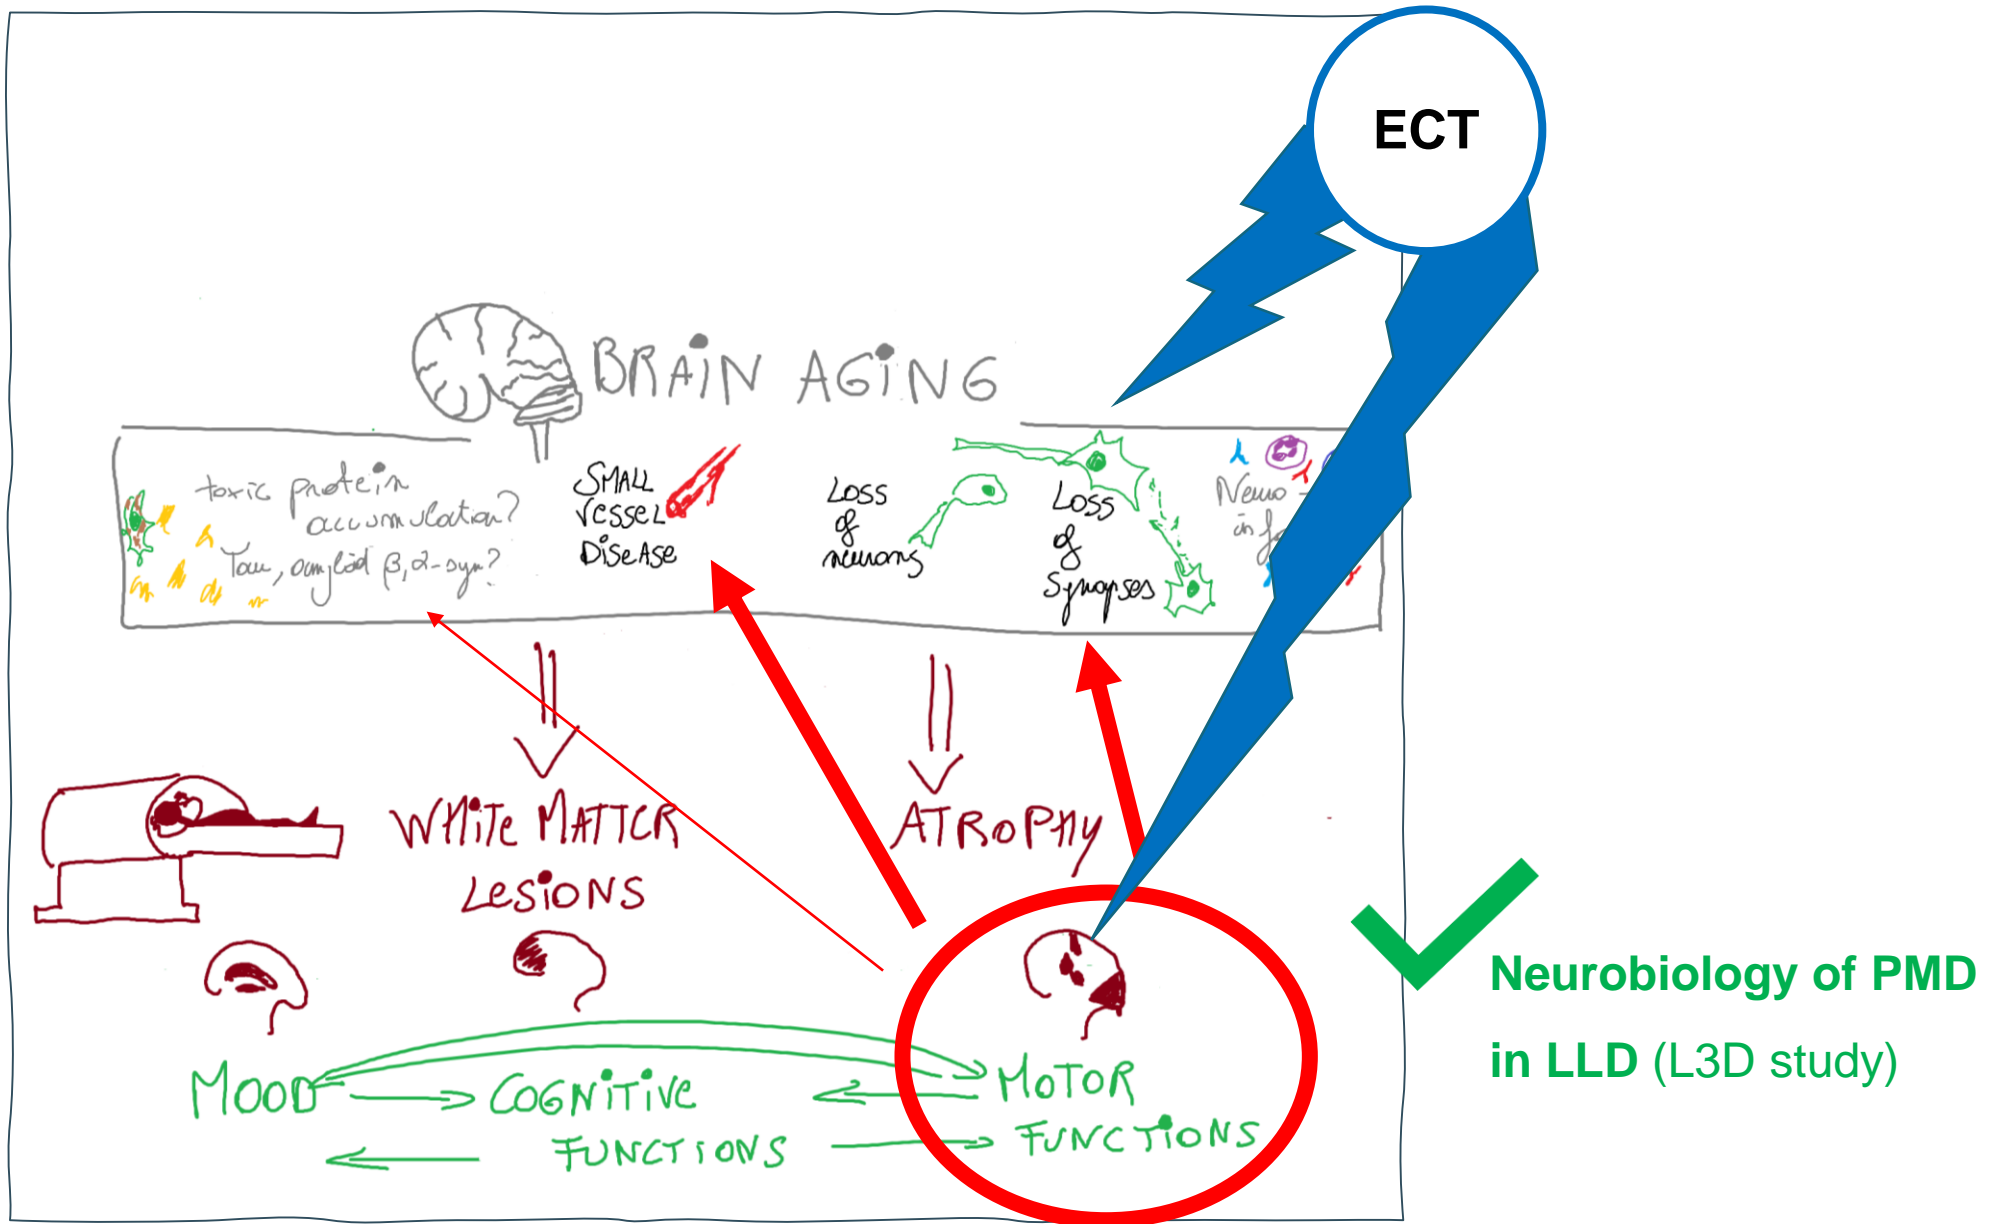 ECT
BRAIN AGING
toxic protein
accumulation?
Tau, amyloid β, α-syn?
SMALL
VESSEL
DISEASE
LOSS
of
neurons
LOSS
of
Synapses
Neuro-
WHITE MATTER
LESIONS
ATROPHY
MOOD
COGNITIVE
FUNCTIONS
MOTOR
FUNCTIONS
Neurobiology of PMD
in LLD (L3D study)